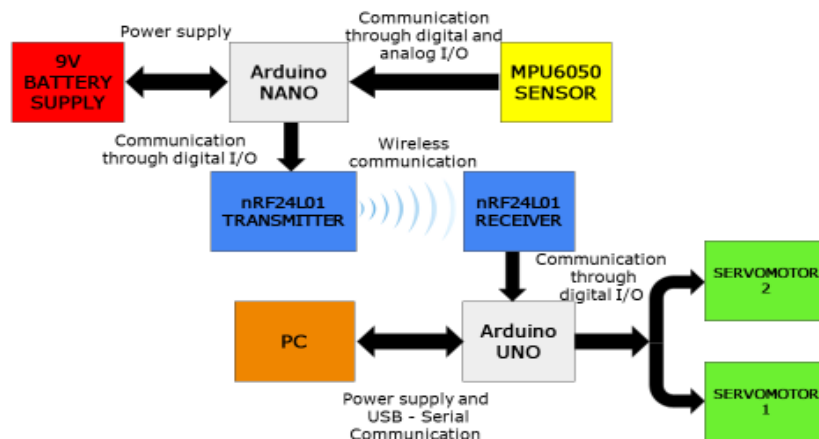 Power supply
Communication
through digital and
analog I/O
9V
BATTERY
SUPPLY
Arduino
NANO
MPU6050
SENSOR
Communication
through digital I/O
Wireless
communication
nRF24L01
TRANSMITTER
nRF24L01
RECEIVER
Communication
through
digital I/O
SERVOMOTOR
2
PC
Arduino
UNO
SERVOMOTOR
1
Power supply and
USB - Serial
Communication